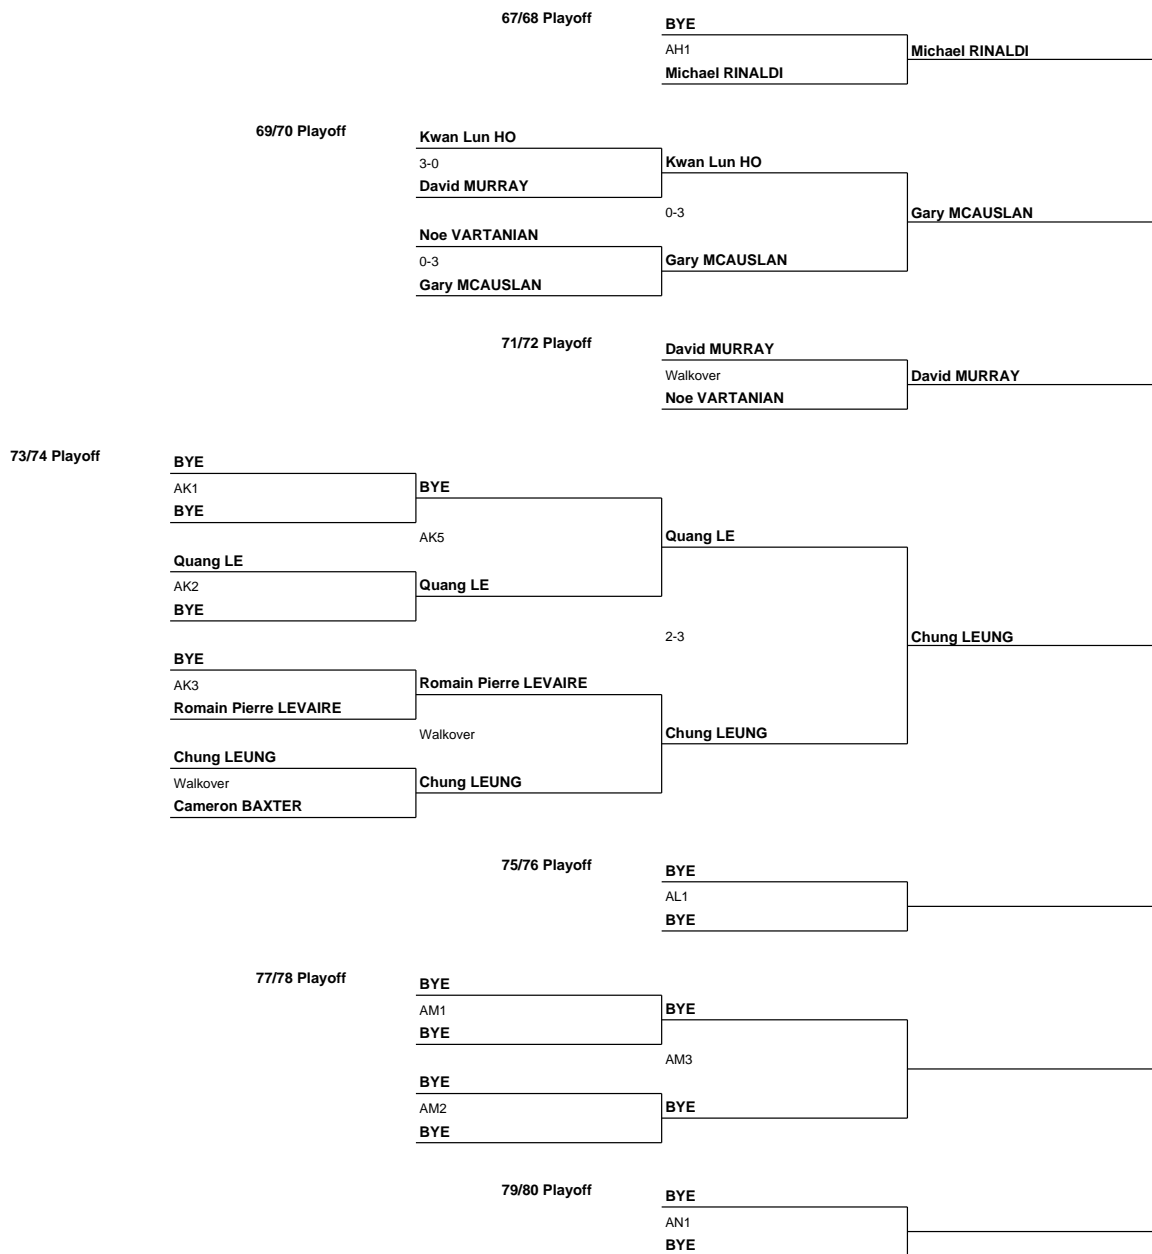 67/68 Playoff
BYE
AH1
Michael RINALDI
Michael RINALDI
69/70 Playoff
Kwan Lun HO
3-0
Kwan Lun HO
David MURRAY
0-3
Gary MCAUSLAN
Noe VARTANIAN
0-3
Gary MCAUSLAN
Gary MCAUSLAN
71/72 Playoff
David MURRAY
Walkover
David MURRAY
Noe VARTANIAN
73/74 Playoff
BYE
AK1
BYE
BYE
AK5
Quang LE
Quang LE
AK2
Quang LE
BYE
2-3
Chung LEUNG
BYE
AK3
Romain Pierre LEVAIRE
Romain Pierre LEVAIRE
Walkover
Chung LEUNG
Chung LEUNG
Walkover
Chung LEUNG
Cameron BAXTER
75/76 Playoff
BYE
AL1
BYE
77/78 Playoff
BYE
AM1
BYE
BYE
AM3
BYE
AM2
BYE
BYE
79/80 Playoff
BYE
AN1
BYE